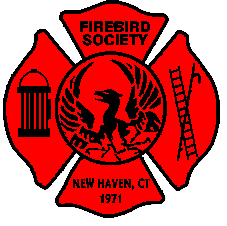 FIREBIRD
SOCIETY
NEW HAVEN, CT
1971